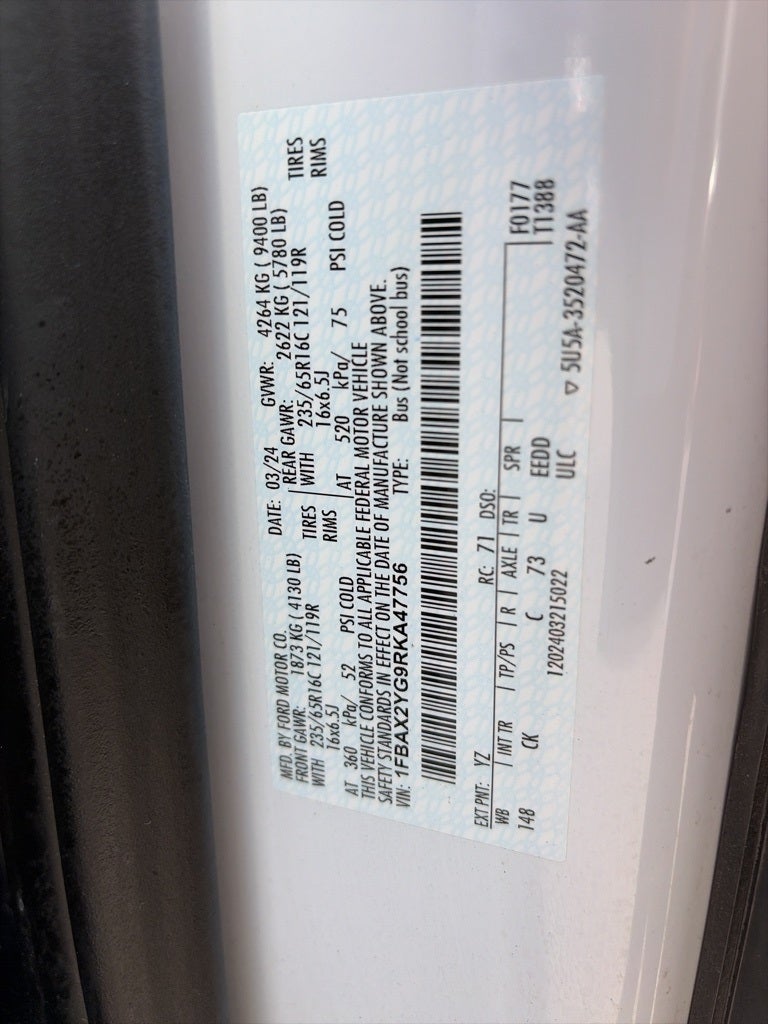 MFD. BY FORD MOTOR CO.
DATE: 03/24 GVWR: 4264 KG ( 9400 LB)
FRONT GAWR: 1873 KG ( 4130 LB) REAR GAWR: 2622 KG ( 5780 LB)
WITH 235/65R16C 121/119R TIRES WITH 235/65R16C 121/119R TIRES
16x6.5J RIMS 16x6.5J RIMS
AT 360 kPa/ 52 PSI COLD AT 520 kPa/ 75 PSI COLD
THIS VEHICLE CONFORMS TO ALL APPLICABLE FEDERAL MOTOR VEHICLE
SAFETY STANDARDS IN EFFECT ON THE DATE OF MANUFACTURE SHOWN ABOVE.
VIN: 1FBAX2YG9RKA47756 TYPE: Bus (Not school bus)
EXT PNT: YZ RC: 71 DSO:
WB INT TR TP/PS R AXLE TR SPR F0177
148 CK C 73 U EEDD T1388
1202403215022 ULC ▽ 5U5A-3520472-AA